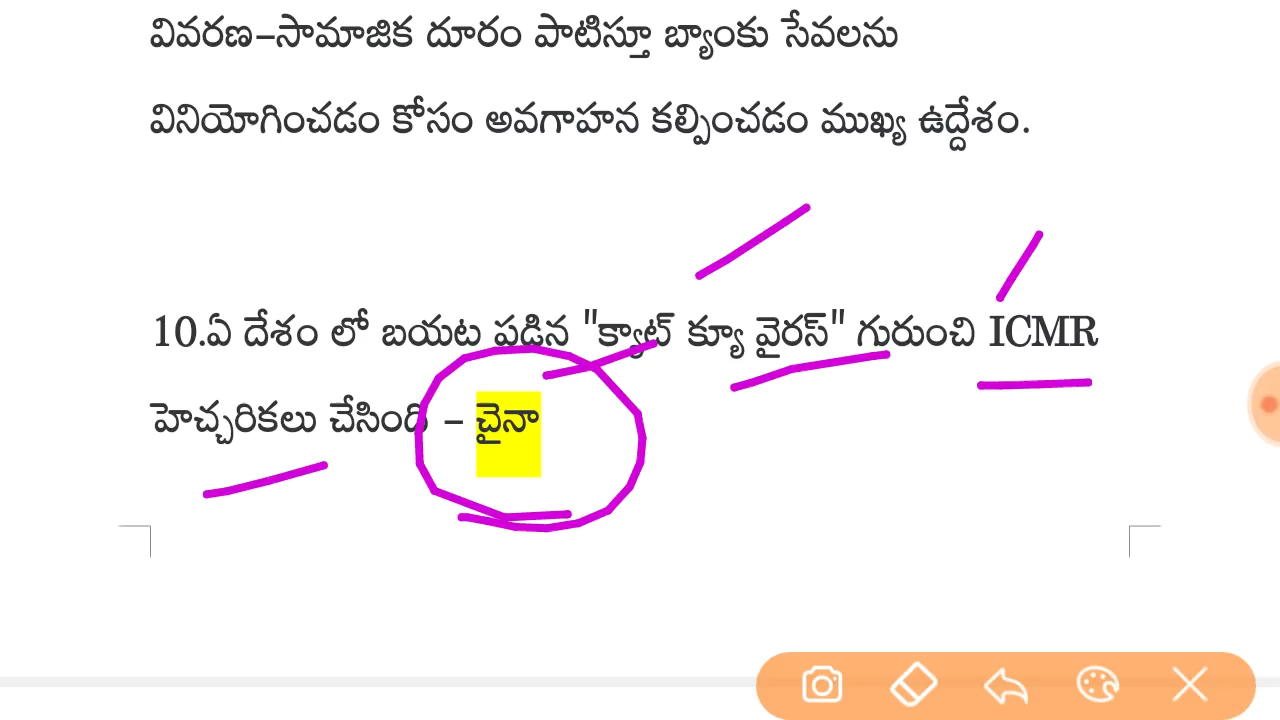 వివరణ–సామాజిక దూరం పాటిస్తూ బ్యాంకు సేవలను
వినియోగించడం కోసం అవగాహన కల్పించడం ముఖ్య ఉద్దేశం.
10.ఏ దేశం లో బయట పడిన "క్యాట్ క్యూ వైరస్" గురుంచి ICMR
హెచ్చరికలు చేసింది – చైనా